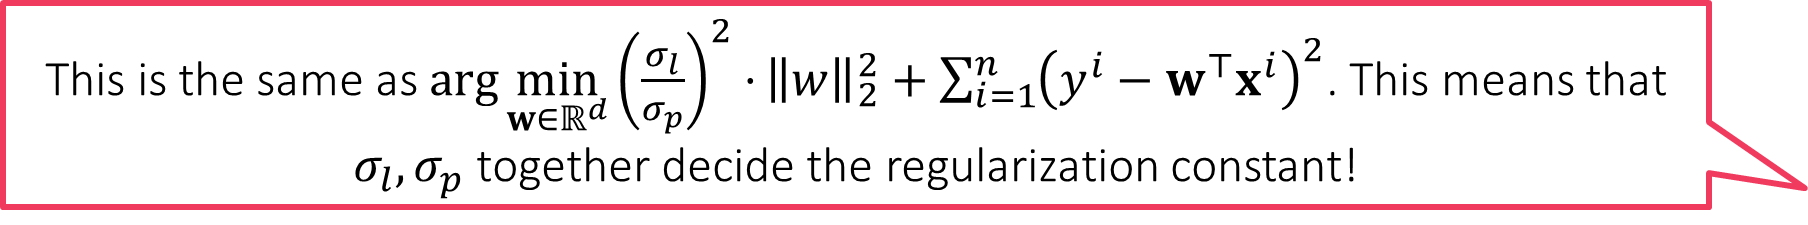 This is the same as arg min_{𝐰∈ℝ^d} (σ_l/σ_p)^2 · ‖w‖_2^2 + ∑_{i=1}^n (y^i − 𝐰^⊤𝐱^i)^2. This means that
σ_l, σ_p together decide the regularization constant!